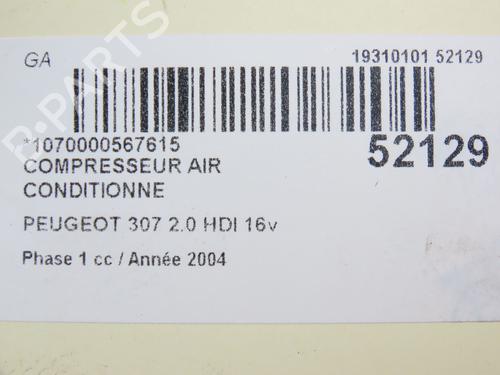 GA
19310101 52129
*1070000567615
52129
COMPRESSEUR AIR
CONDITIONNE
PEUGEOT 307 2.0 HDI 16v
Phase 1 cc / Année 2004
B-PARTS